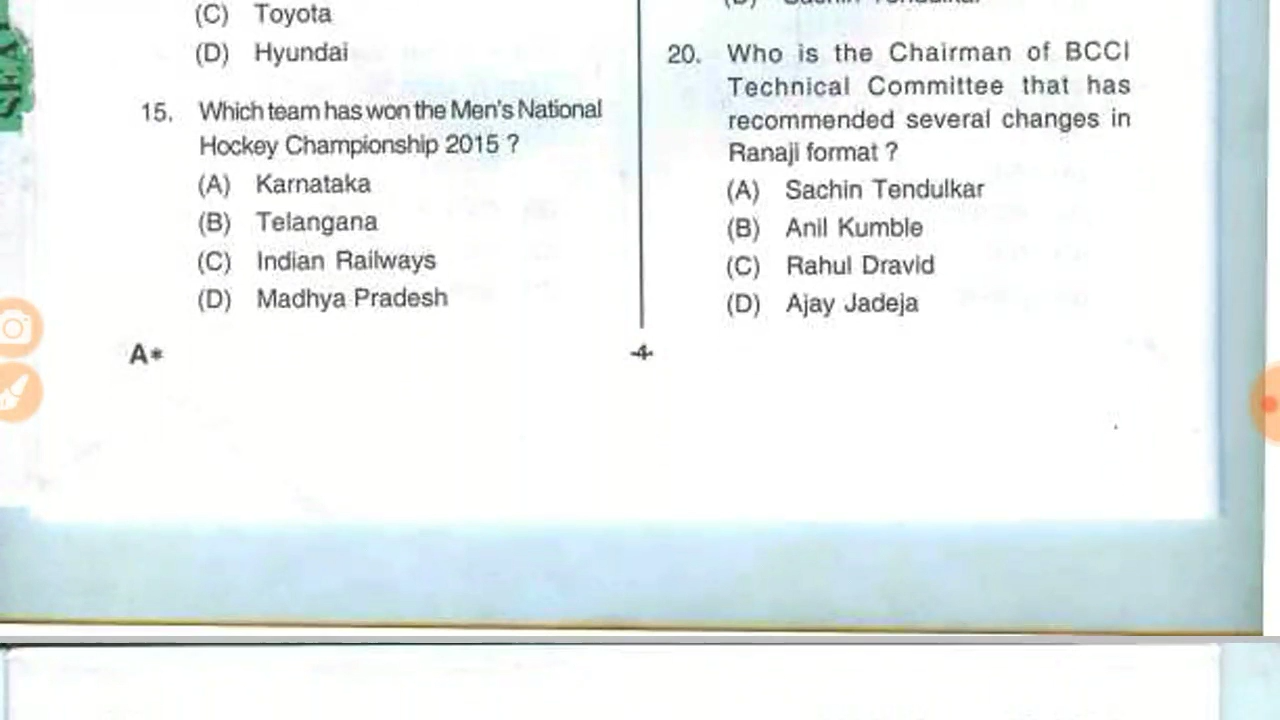 (C) Toyota
(D) Hyundai
15. Which team has won the Men's National
Hockey Championship 2015 ?
(A) Karnataka
(B) Telangana
(C) Indian Railways
(D) Madhya Pradesh
A*
-4-
20. Who is the Chairman of BCCI
Technical Committee that has
recommended several changes in
Ranaji format ?
(A) Sachin Tendulkar
(B) Anil Kumble
(C) Rahul Dravid
(D) Ajay Jadeja